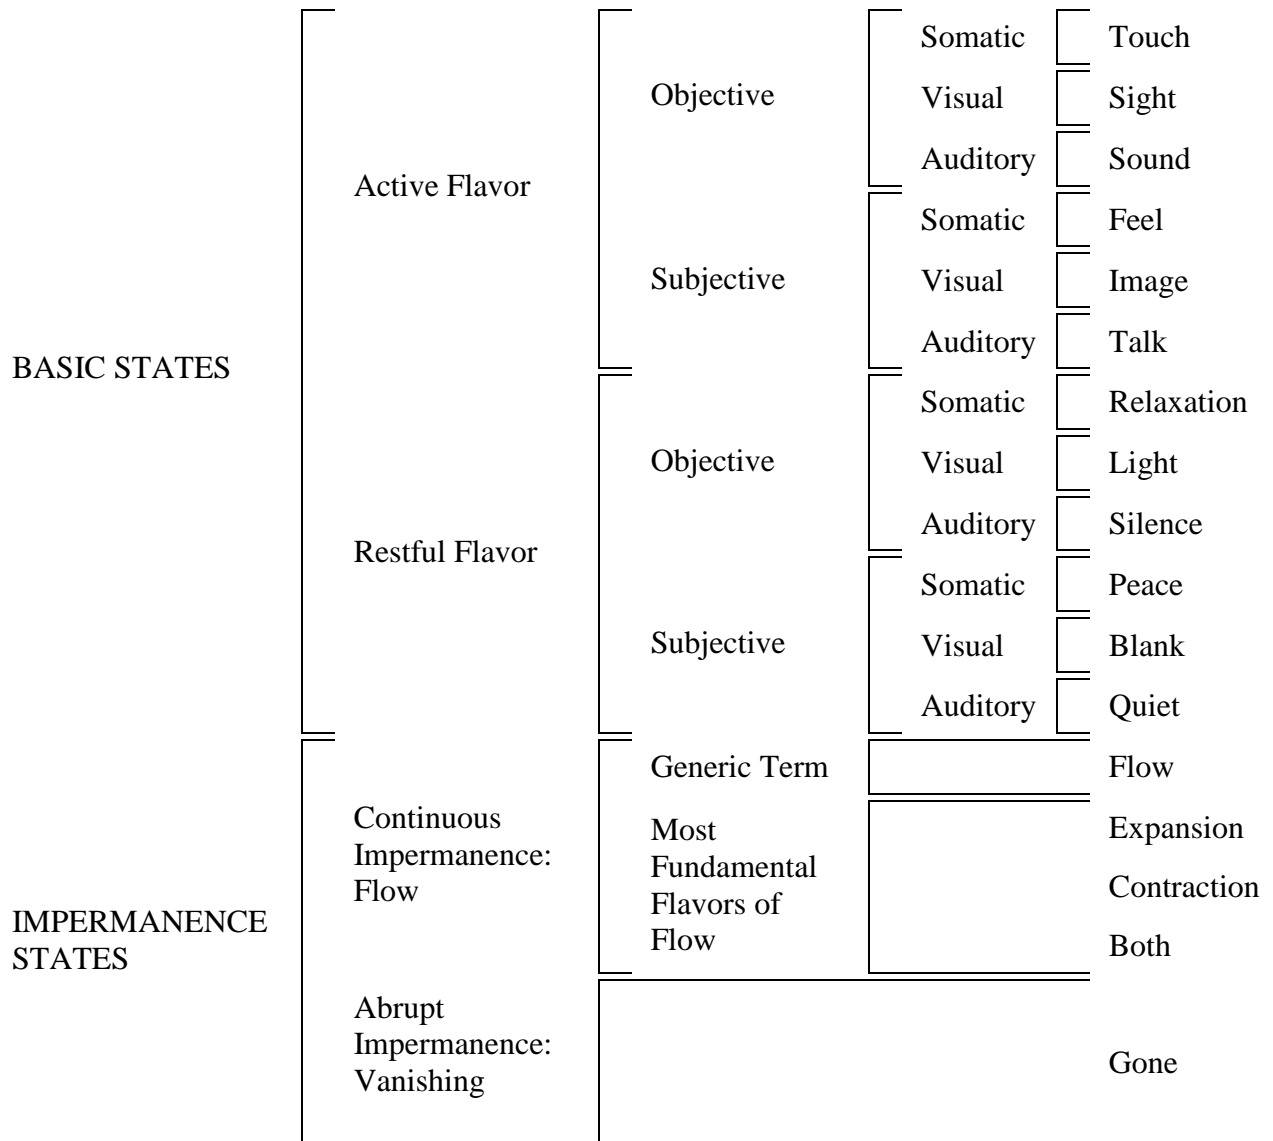 Somatic Touch
Objective Visual Sight
Auditory Sound
Active Flavor
Somatic Feel
Subjective Visual Image
Auditory Talk
BASIC STATES
Somatic Relaxation
Objective Visual Light
Auditory Silence
Restful Flavor
Somatic Peace
Subjective Visual Blank
Auditory Quiet
Generic Term Flow
Continuous
Impermanence:
Flow
Most
Fundamental
Flavors of
Flow
Expansion
Contraction
Both
IMPERMANENCE
STATES
Abrupt
Impermanence:
Vanishing
Gone